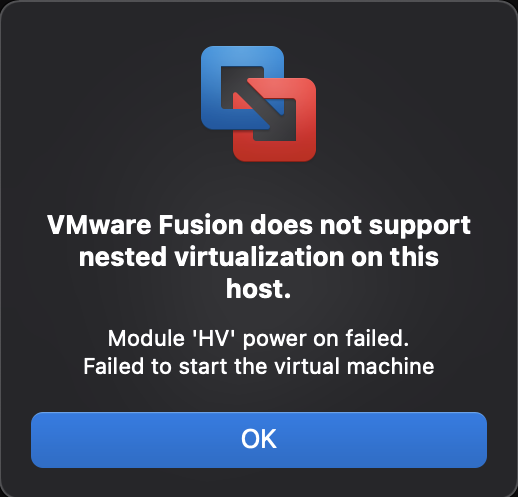 VMware Fusion does not support
nested virtualization on this
host.
Module 'HV' power on failed.
Failed to start the virtual machine
OK